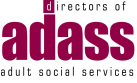 directors of
adass
adult social services